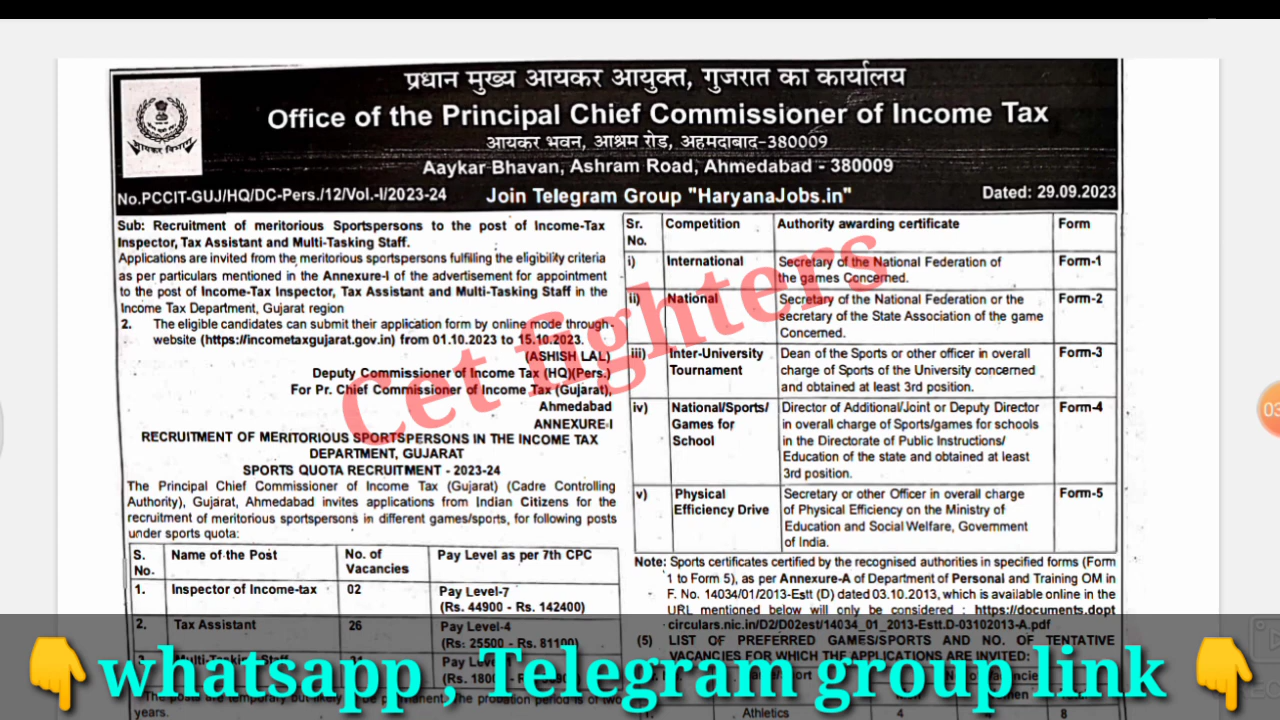 प्रधान मुख्य आयकर आयुक्त, गुजरात का कार्यालय
Office of the Principal Chief Commissioner of Income Tax
आयकर भवन, आश्रम रोड, अहमदाबाद-380009
Aaykar Bhavan, Ashram Road, Ahmedabad - 380009
आयकर विभाग
No.PCCIT-GUJ/HQ/DC-Pers./12/Vol.-I/2023-24 Join Telegram Group "HaryanaJobs.in" Dated: 29.09.2023
Sub: Recruitment of meritorious Sportspersons to the post of Income-Tax
Inspector, Tax Assistant and Multi-Tasking Staff.
Applications are invited from the meritorious sportspersons fulfilling the eligibility criteria
as per particulars mentioned in the Annexure-I of the advertisement for appointment
to the post of Income-Tax Inspector, Tax Assistant and Multi-Tasking Staff in the
Income Tax Department, Gujarat region
2. The eligible candidates can submit their application form by online mode through
website (https://incometaxgujarat.gov.in) from 01.10.2023 to 15.10.2023.
(ASHISH LAL)
Deputy Commissioner of Income Tax (HQ)(Pers.)
For Pr. Chief Commissioner of Income Tax (Gujarat),
Ahmedabad
ANNEXURE-I
RECRUITMENT OF MERITORIOUS SPORTSPERSONS IN THE INCOME TAX
DEPARTMENT, GUJARAT
SPORTS QUOTA RECRUITMENT - 2023-24
The Principal Chief Commissioner of Income Tax (Gujarat) (Cadre Controlling
Authority), Gujarat, Ahmedabad invites applications from Indian Citizens for the
recruitment of meritorious sportspersons in different games/sports, for following posts
under sports quota:
S. No. Name of the Post No. of Vacancies Pay Level as per 7th CPC
1. Inspector of Income-tax 02 Pay Level-7
(Rs. 44900 - Rs. 142400)
2. Tax Assistant 26 Pay Level-4
(Rs. 25500 - Rs. 81100)
Pay Level
The posts are temporary but likely
The probation period is of two
years.
Sr. No. Competition Authority awarding certificate Form
i) International Secretary of the National Federation of Form-1
the games Concerned.
ii) National Secretary of the National Federation or the Form-2
secretary of the State Association of the game
Concerned.
iii) Inter-University Dean of the Sports or other officer in overall Form-3
Tournament charge of Sports of the University concerned
and obtained at least 3rd position.
iv) National/Sports/ Director of Additional/Joint or Deputy Director Form-4
Games for in overall charge of Sports/games for schools
School in the Directorate of Public Instructions/
Education of the state and obtained at least
3rd position.
v) Physical Secretary or other Officer in overall charge Form-5
Efficiency Drive of Physical Efficiency on the Ministry of
Education and Social Welfare, Government
of India.
Note: Sports certificates certified by the recognised authorities in specified forms (Form
1 to Form 5), as per Annexure-A of Department of Personal and Training OM in
F. No. 14034/01/2013-Estt (D) dated 03.10.2013, which is available online in the
URL mentioned below will only be considered : https://documents.dopt
circulars.nic.in/D2/D02est/14034_01_2013-Estt.D-03102013-A.pdf
(5) LIST OF PREFERRED GAMES/SPORTS AND NO. OF TENTATIVE
VACANCIES FOR WHICH THE APPLICATIONS ARE INVITED:
1. Athletics 4 4 8
Cet fighters
03
whatsapp , Telegram group link